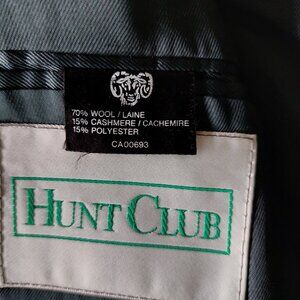 70% WOOL / LAINE
15% CASHMERE / CACHEMIRE
15% POLYESTER
CA00693
HUNT CLUB